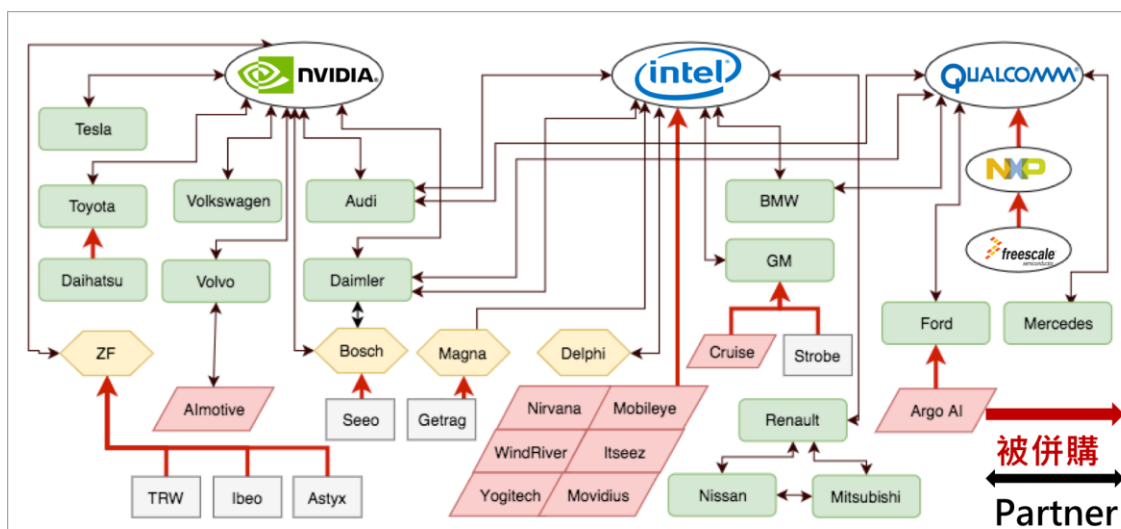 NVIDIA
intel
QUALCOMM
Tesla
NXP
Toyota
Volkswagen
Audi
BMW
freescale
semiconductor
Daihatsu
Volvo
Daimler
GM
Ford
Mercedes
ZF
Bosch
Magna
Delphi
Cruise
Strobe
AImotive
Seeo
Getrag
Nirvana
Mobileye
Renault
Argo AI
WindRiver
Itseez
被併購
TRW
Ibeo
Astyx
Yogitech
Movidius
Nissan
Mitsubishi
Partner